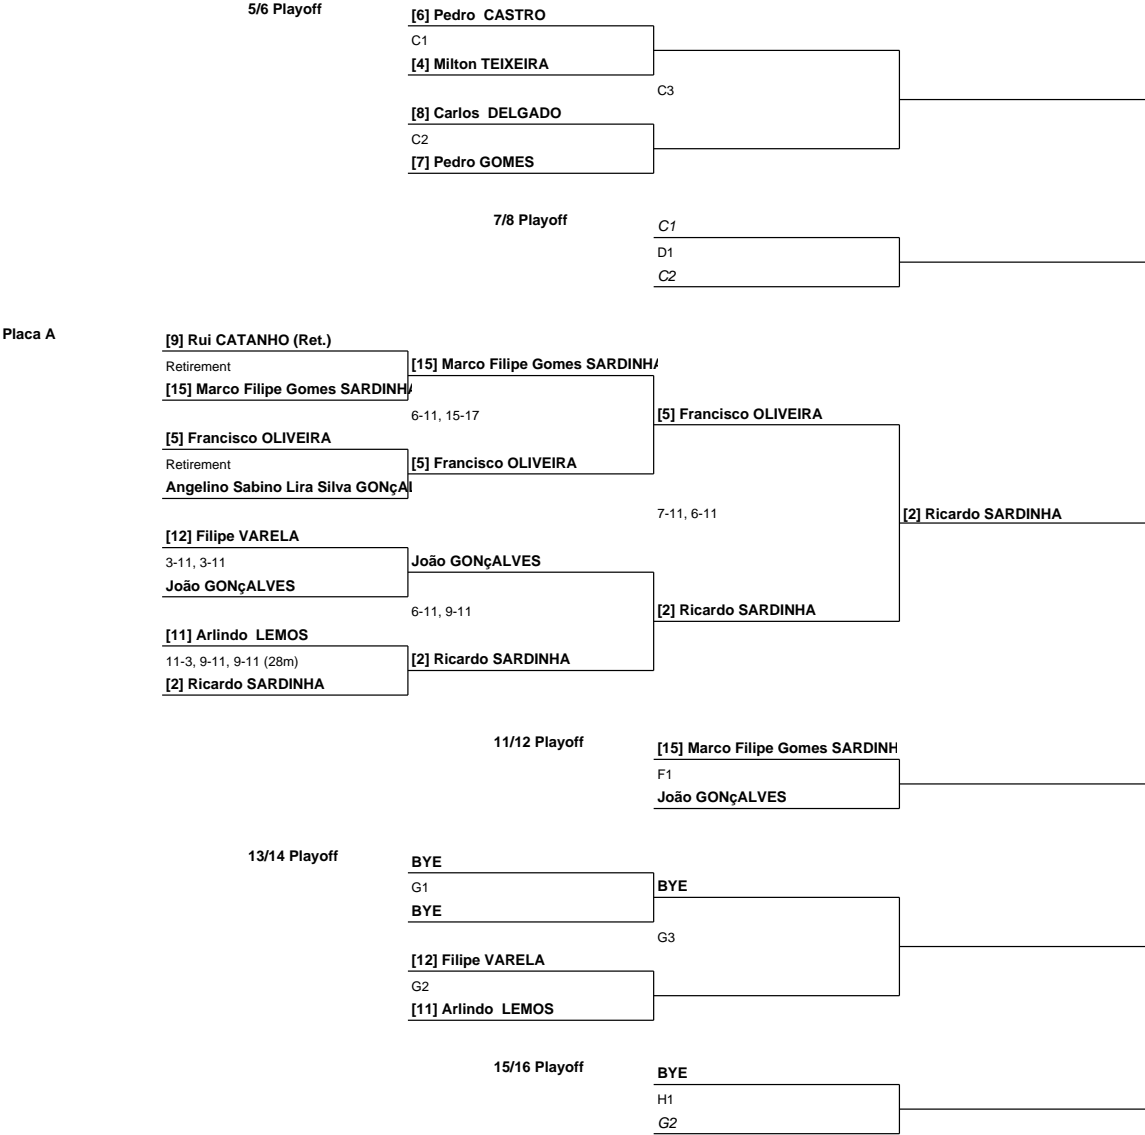 5/6 Playoff
[6] Pedro CASTRO
C1
[4] Milton TEIXEIRA
C3
[8] Carlos DELGADO
C2
[7] Pedro GOMES
7/8 Playoff
C1
D1
C2
Placa A
[9] Rui CATANHO (Ret.)
Retirement
[15] Marco Filipe Gomes SARDINHA
[15] Marco Filipe Gomes SARDINHA
6-11, 15-17
[5] Francisco OLIVEIRA
[5] Francisco OLIVEIRA
Retirement
[5] Francisco OLIVEIRA
Angelino Sabino Lira Silva GONçAL
7-11, 6-11
[2] Ricardo SARDINHA
[12] Filipe VARELA
3-11, 3-11
João GONçALVES
João GONçALVES
6-11, 9-11
[2] Ricardo SARDINHA
[11] Arlindo LEMOS
11-3, 9-11, 9-11 (28m)
[2] Ricardo SARDINHA
[2] Ricardo SARDINHA
11/12 Playoff
[15] Marco Filipe Gomes SARDINH
F1
João GONçALVES
13/14 Playoff
BYE
G1
BYE
BYE
G3
[12] Filipe VARELA
G2
[11] Arlindo LEMOS
15/16 Playoff
BYE
H1
G2